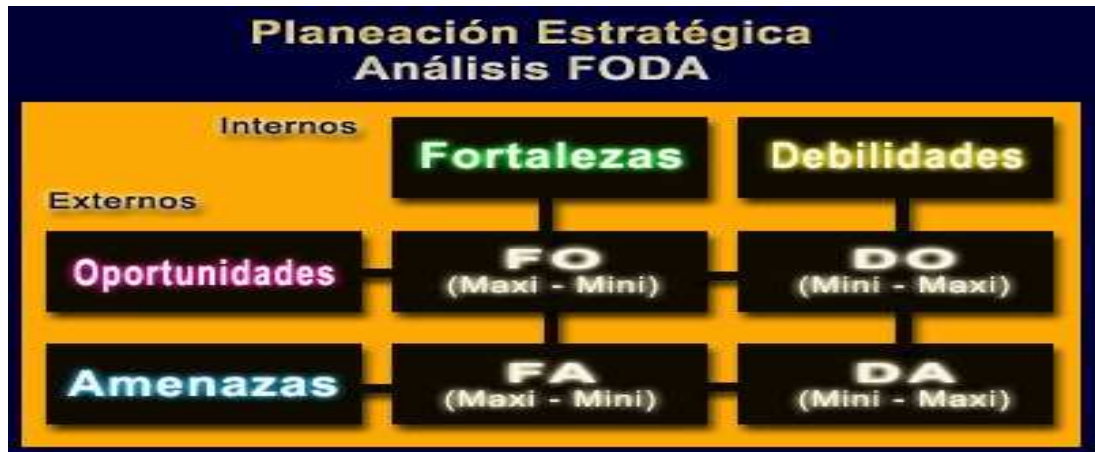 Planeación Estratégica
Análisis FODA
Internos
Fortalezas
Debilidades
Externos
Oportunidades
FO
(Maxi - Mini)
DO
(Mini - Maxi)
Amenazas
FA
(Maxi - Mini)
DA
(Mini - Maxi)